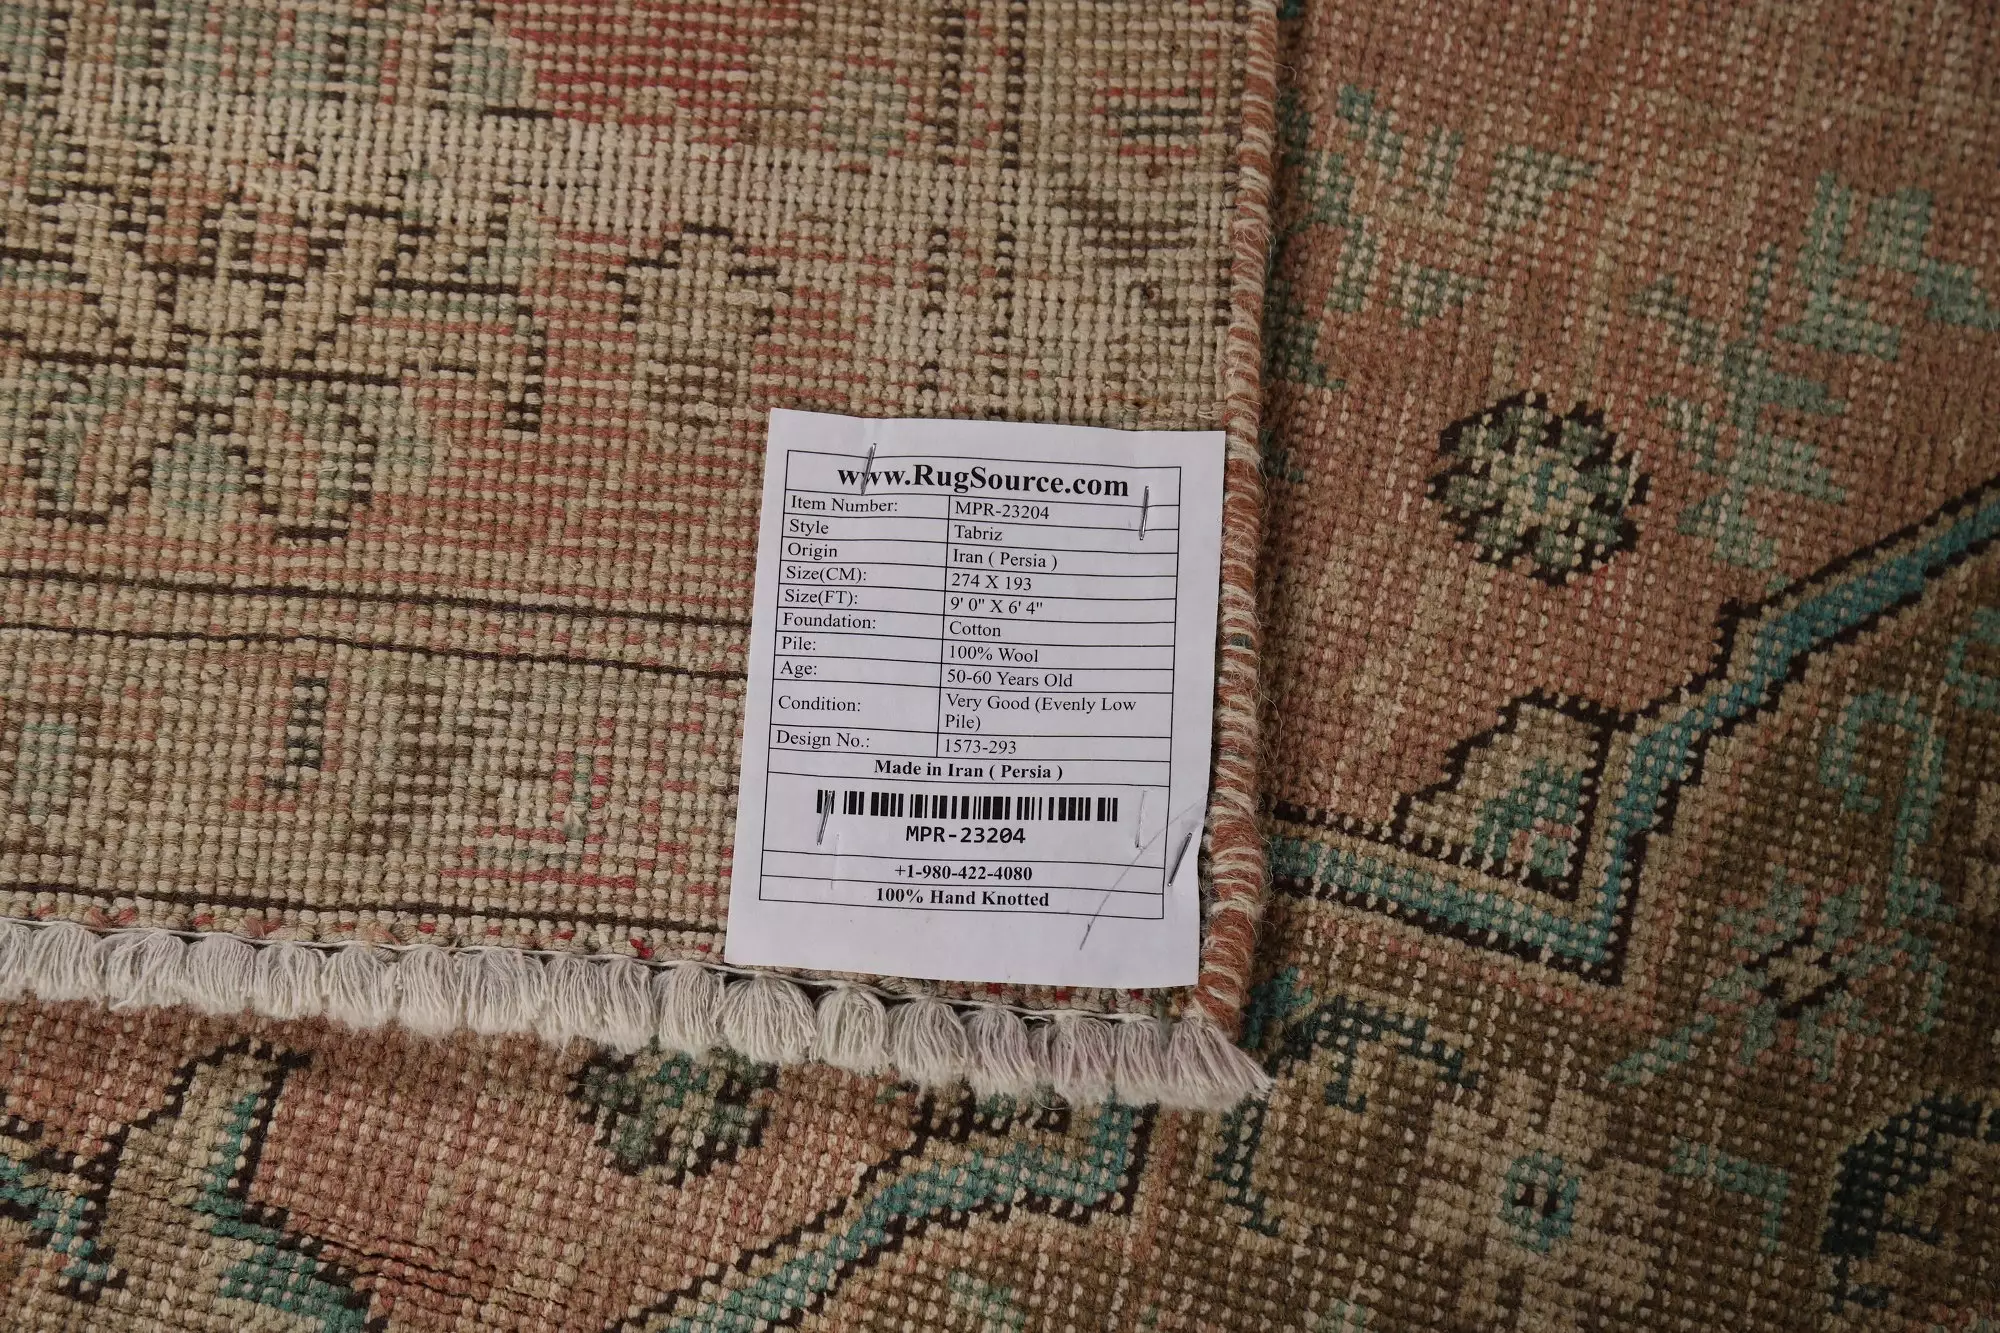 www.RugSource.com
Item Number: MPR-23204
Style Tabriz
Origin Iran ( Persia )
Size(CM): 274 X 193
Size(FT): 9' 0" X 6' 4"
Foundation: Cotton
Pile: 100% Wool
Age: 50-60 Years Old
Condition: Very Good (Evenly Low
Pile)
Design No.: 1573-293
Made in Iran ( Persia )
MPR-23204
+1-980-422-4080
100% Hand Knotted